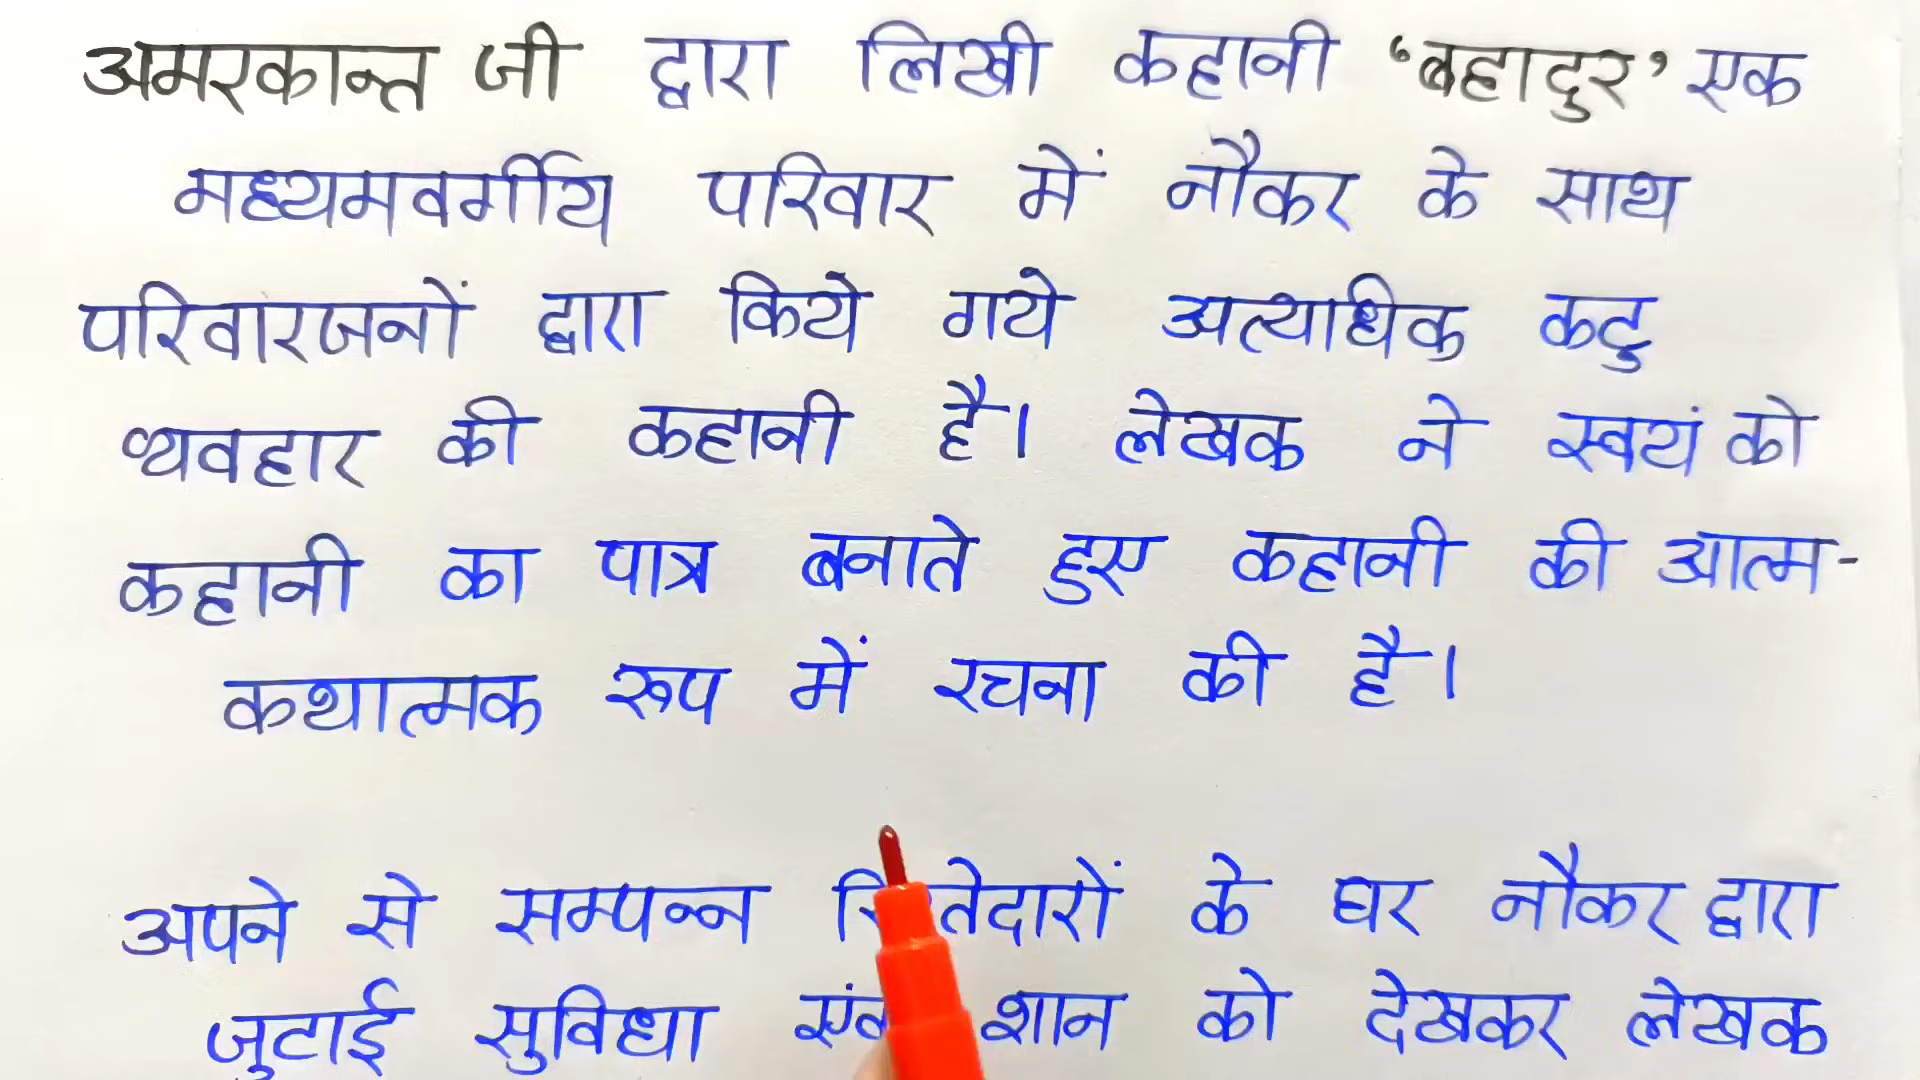 अमरकान्त जी द्वारा लिखी कहानी ‘बहादुर’ एक
मध्यमवर्गीय परिवार में नौकर के साथ
परिवारजनों द्वारा किये गये अत्याधिक कटु
व्यवहार की कहानी है। लेखक ने स्वयं को
कहानी का पात्र बनाते हुए कहानी की आत्म-
कथात्मक रूप में रचना की है।
अपने से सम्पन्न के घर नौकर द्वारा
जुटाई सुविधा शान को देखकर लेखक